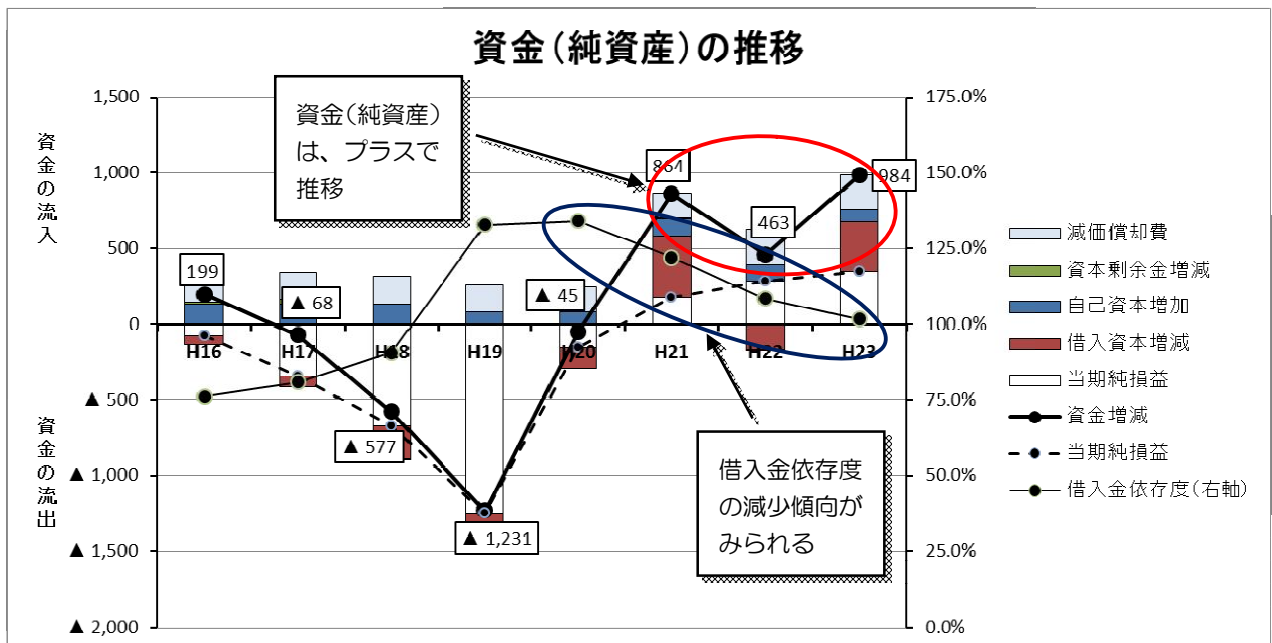 資金(純資産)の推移
資金(純資産)
は、プラスで
推移
資金の流入
資金の流出
1,500
1,000
500
0
▲ 500
▲ 1,000
▲ 1,500
▲ 2,000
175.0%
150.0%
125.0%
100.0%
75.0%
50.0%
25.0%
0.0%
199
▲ 68
▲ 577
▲ 1,231
▲ 45
864
463
984
H16
H17
H18
H19
H20
H21
H22
H23
借入金依存度
の減少傾向が
みられる
減価償却費
資本剰余金増減
自己資本増加
借入資本増減
当期純損益
資金増減
当期純損益
借入金依存度(右軸)